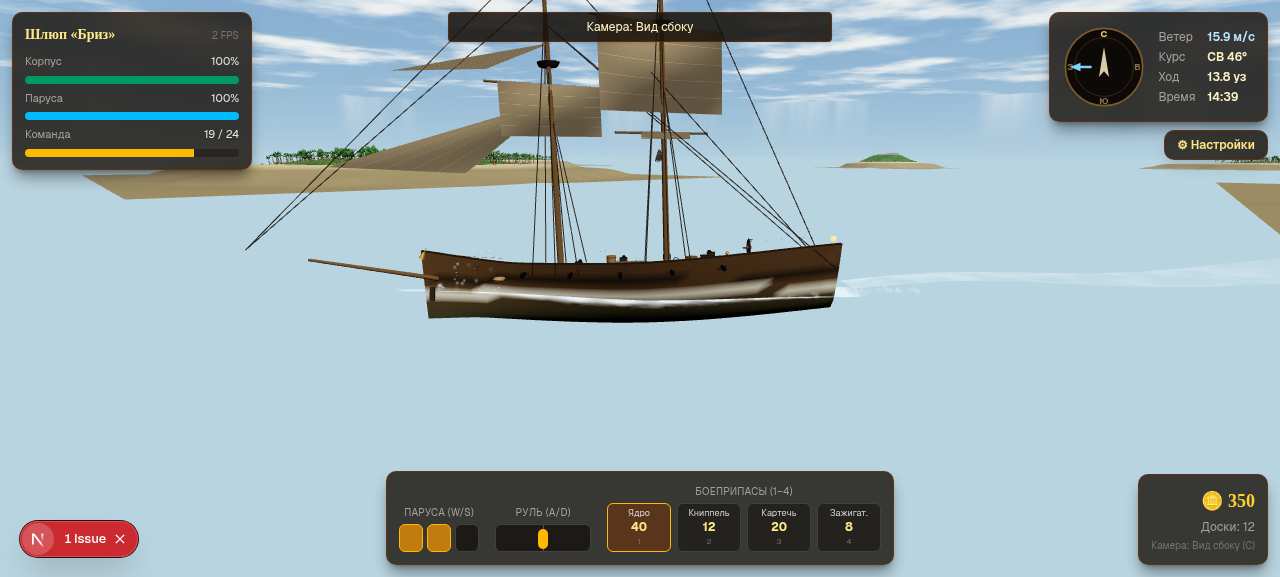 Шлюп «Бриз»
2 FPS
Корпус
100%
Паруса
100%
Команда
19 / 24
Камера: Вид сбоку
С
В
Ю
Ветер
15.9 м/с
Курс
СВ 46°
Ход
13.8 уз
Время
14:39
⚙ Настройки
N
1 Issue
ПАРУСА (W/S)
РУЛЬ (A/D)
БОЕПРИПАСЫ (1–4)
Ядро
40
1
Книппель
12
2
Картечь
20
3
Зажигат.
8
4
350
Доски: 12
Камера: Вид сбоку (C)